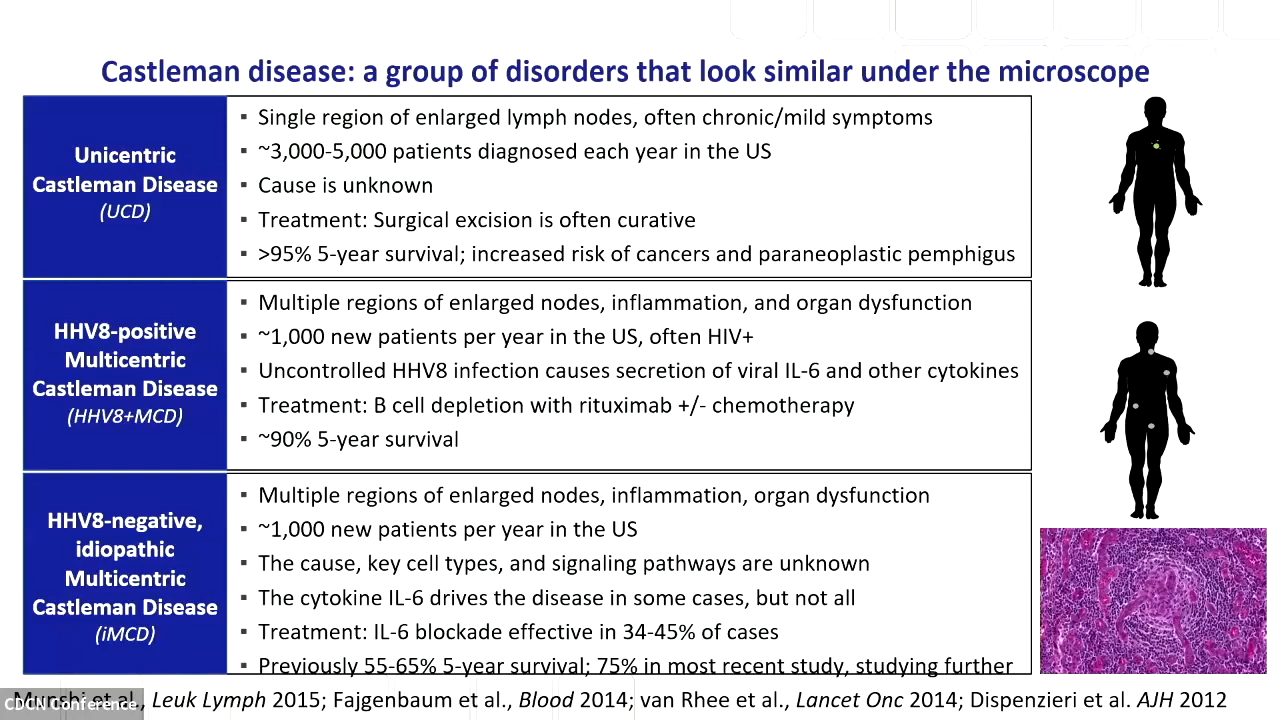 Castleman disease: a group of disorders that look similar under the microscope
Unicentric
Castleman Disease
(UCD)
▪ Single region of enlarged lymph nodes, often chronic/mild symptoms
▪ ~3,000-5,000 patients diagnosed each year in the US
▪ Cause is unknown
▪ Treatment: Surgical excision is often curative
▪ >95% 5-year survival; increased risk of cancers and paraneoplastic pemphigus
HHV8-positive
Multicentric
Castleman Disease
(HHV8+MCD)
▪ Multiple regions of enlarged nodes, inflammation, and organ dysfunction
▪ ~1,000 new patients per year in the US, often HIV+
▪ Uncontrolled HHV8 infection causes secretion of viral IL-6 and other cytokines
▪ Treatment: B cell depletion with rituximab +/- chemotherapy
▪ ~90% 5-year survival
HHV8-negative,
idiopathic
Multicentric
Castleman Disease
(iMCD)
▪ Multiple regions of enlarged nodes, inflammation, organ dysfunction
▪ ~1,000 new patients per year in the US
▪ The cause, key cell types, and signaling pathways are unknown
▪ The cytokine IL-6 drives the disease in some cases, but not all
▪ Treatment: IL-6 blockade effective in 34-45% of cases
▪ Previously 55-65% 5-year survival; 75% in most recent study, studying further
Munshi et al., Leuk Lymph 2015; Fajgenbaum et al., Blood 2014; van Rhee et al., Lancet Onc 2014; Dispenzieri et al. AJH 2012
CDCN Conference